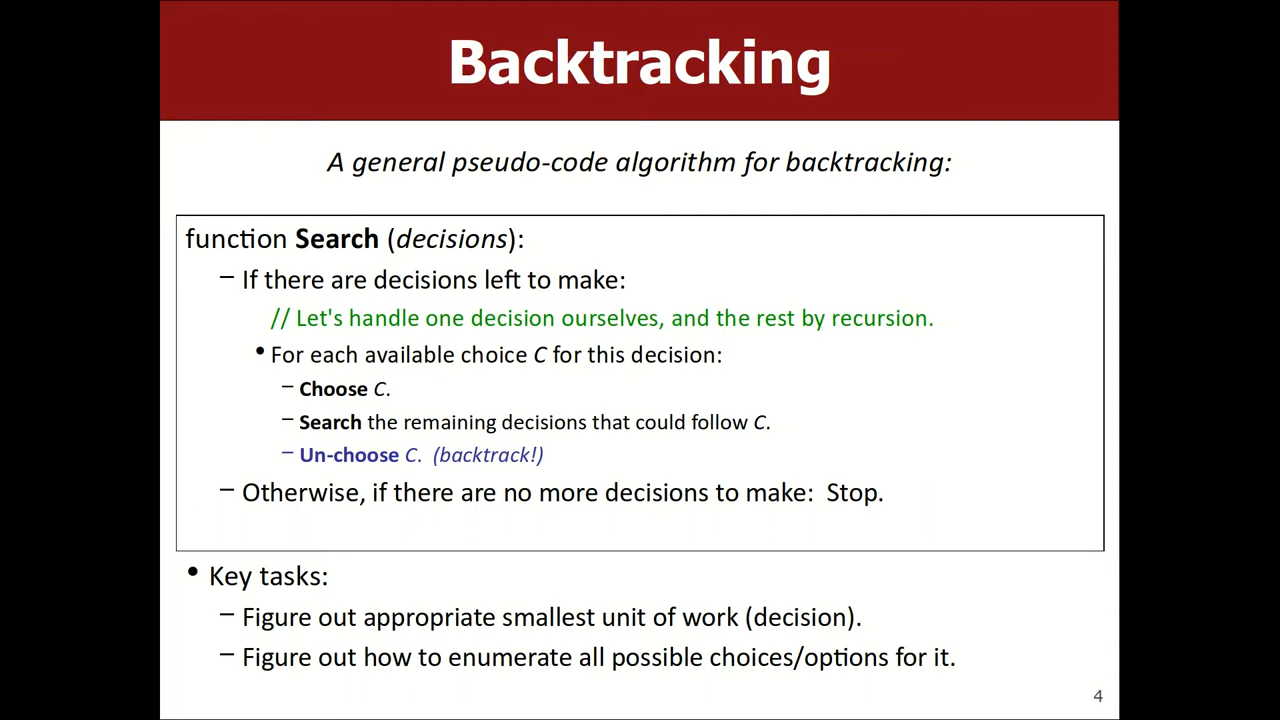 Backtracking
A general pseudo-code algorithm for backtracking:
function Search (decisions):
– If there are decisions left to make:
// Let's handle one decision ourselves, and the rest by recursion.
• For each available choice C for this decision:
– Choose C.
– Search the remaining decisions that could follow C.
– Un-choose C. (backtrack!)
– Otherwise, if there are no more decisions to make: Stop.
• Key tasks:
– Figure out appropriate smallest unit of work (decision).
– Figure out how to enumerate all possible choices/options for it.
4